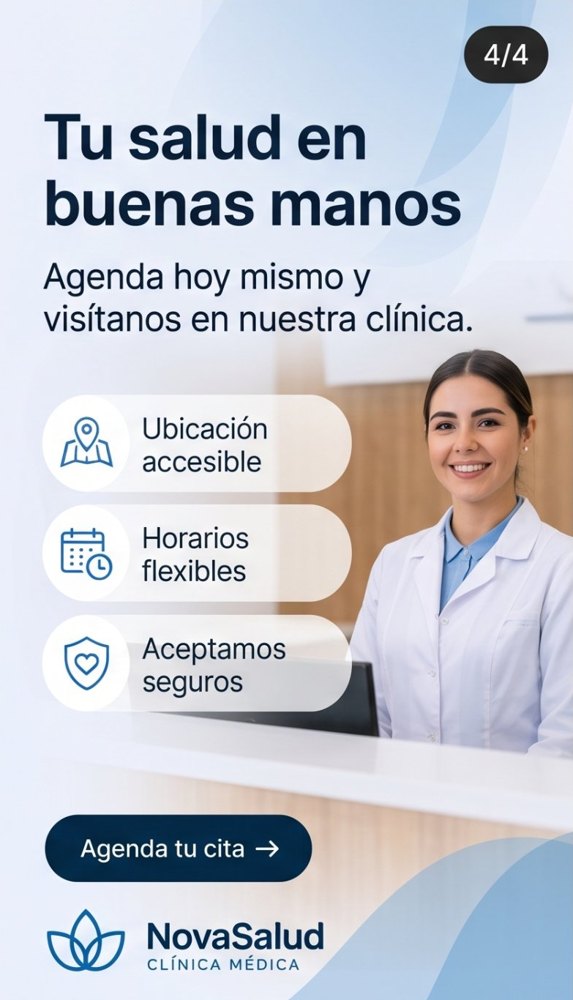 4/4
Tu salud en
buenas manos
Agenda hoy mismo y
visítanos en nuestra clínica.
Ubicación
accesible
Horarios
flexibles
Aceptamos
seguros
Agenda tu cita →
NovaSalud
CLÍNICA MÉDICA